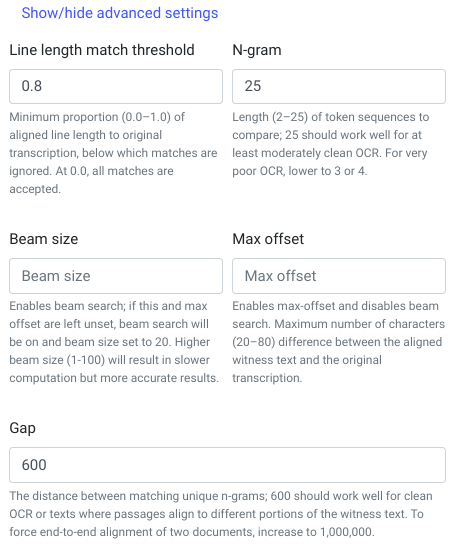 Show/hide advanced settings
Line length match threshold
0.8
Minimum proportion (0.0–1.0) of
aligned line length to original
transcription, below which matches are
ignored. At 0.0, all matches are
accepted.
N-gram
25
Length (2–25) of token sequences to
compare; 25 should work well for at
least moderately clean OCR. For very
poor OCR, lower to 3 or 4.
Beam size
Beam size
Enables beam search; if this and max
offset are left unset, beam search will
be on and beam size set to 20. Higher
beam size (1-100) will result in slower
computation but more accurate results.
Max offset
Max offset
Enables max-offset and disables beam
search. Maximum number of characters
(20–80) difference between the aligned
witness text and the original
transcription.
Gap
600
The distance between matching unique n-grams; 600 should work well for clean
OCR or texts where passages align to different portions of the witness text. To
force end-to-end alignment of two documents, increase to 1,000,000.